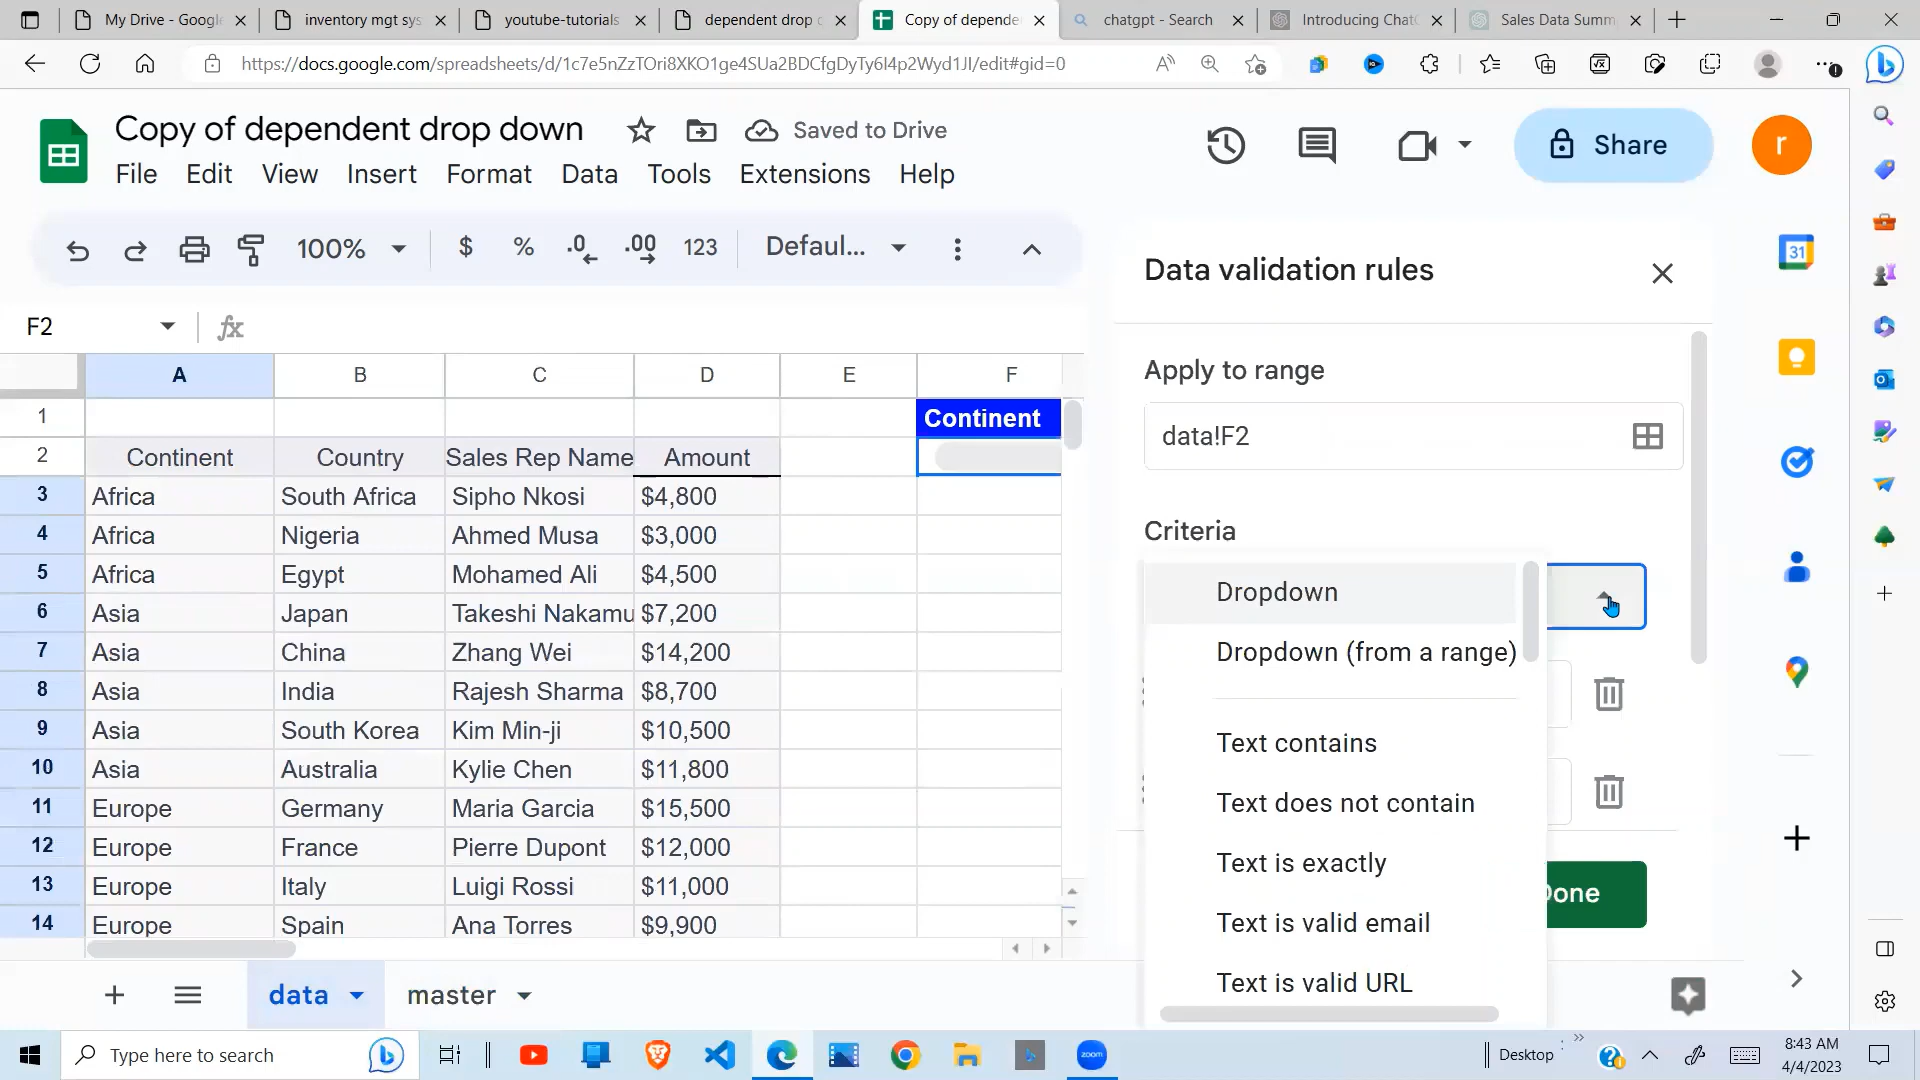 My Drive - Google
inventory mgt sys
youtube-tutorials
dependent drop
Copy of depende
chatgpt - Search
Introducing Chat
Sales Data Summ
https://docs.google.com/spreadsheets/d/1c7e5nZzTOri8XKO1ge4SUa2BDCfgDyTy6I4p2Wyd1JI/edit#gid=0
Copy of dependent drop down
Saved to Drive
File Edit View Insert Format Data Tools Extensions Help
Share
r
31
100% $ % .0 .00 123 Defaul...
F2
fx
A B C D E F
1 Continent
2 Continent Country Sales Rep Name Amount
3 Africa South Africa Sipho Nkosi $4,800
4 Africa Nigeria Ahmed Musa $3,000
5 Africa Egypt Mohamed Ali $4,500
6 Asia Japan Takeshi Nakamu $7,200
7 Asia China Zhang Wei $14,200
8 Asia India Rajesh Sharma $8,700
9 Asia South Korea Kim Min-ji $10,500
10 Asia Australia Kylie Chen $11,800
11 Europe Germany Maria Garcia $15,500
12 Europe France Pierre Dupont $12,000
13 Europe Italy Luigi Rossi $11,000
14 Europe Spain Ana Torres $9,900
data
master
Data validation rules
Apply to range
data!F2
Criteria
Dropdown
Dropdown (from a range)
Text contains
Text does not contain
Text is exactly
Text is valid email
Text is valid URL
Done
Type here to search
zoom
Desktop
8:43 AM
4/4/2023